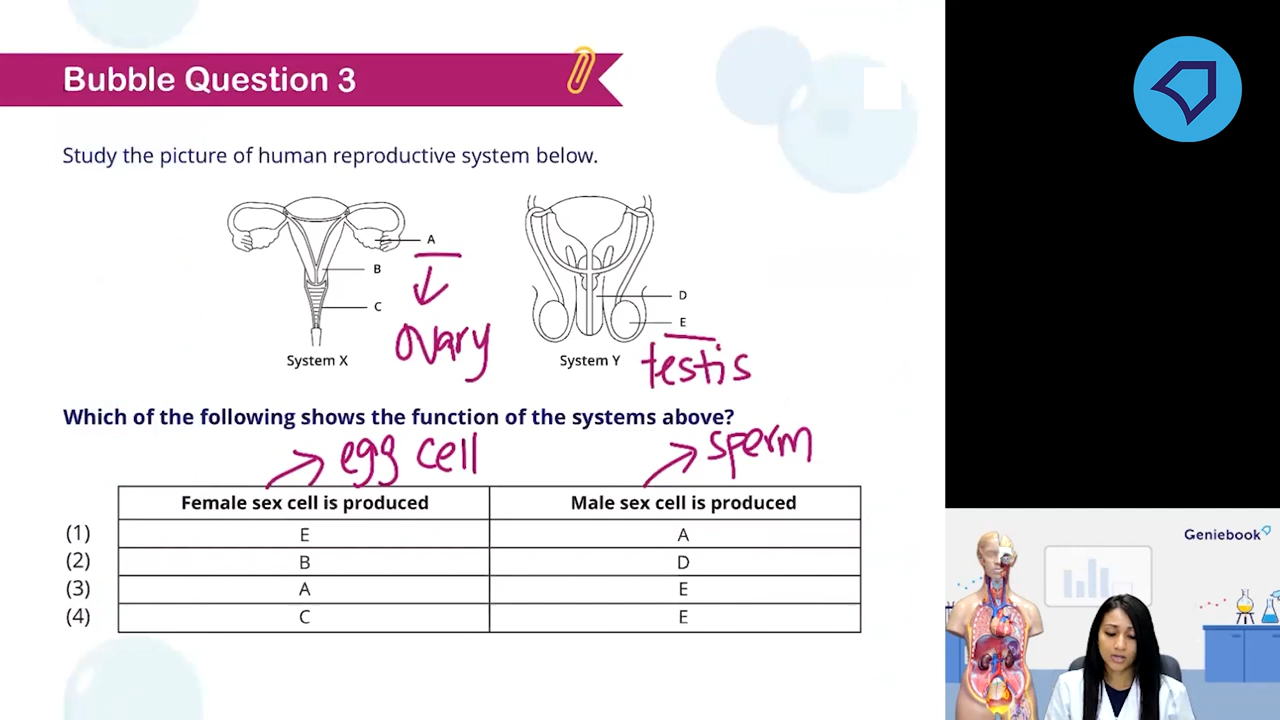 Bubble Question 3
Study the picture of human reproductive system below.
A
B
C
System X
D
E
System Y
ovary
testis
Which of the following shows the function of the systems above?
egg cell
sperm
Female sex cell is produced Male sex cell is produced
(1) E A
(2) B D
(3) A E
(4) C E
Geniebook